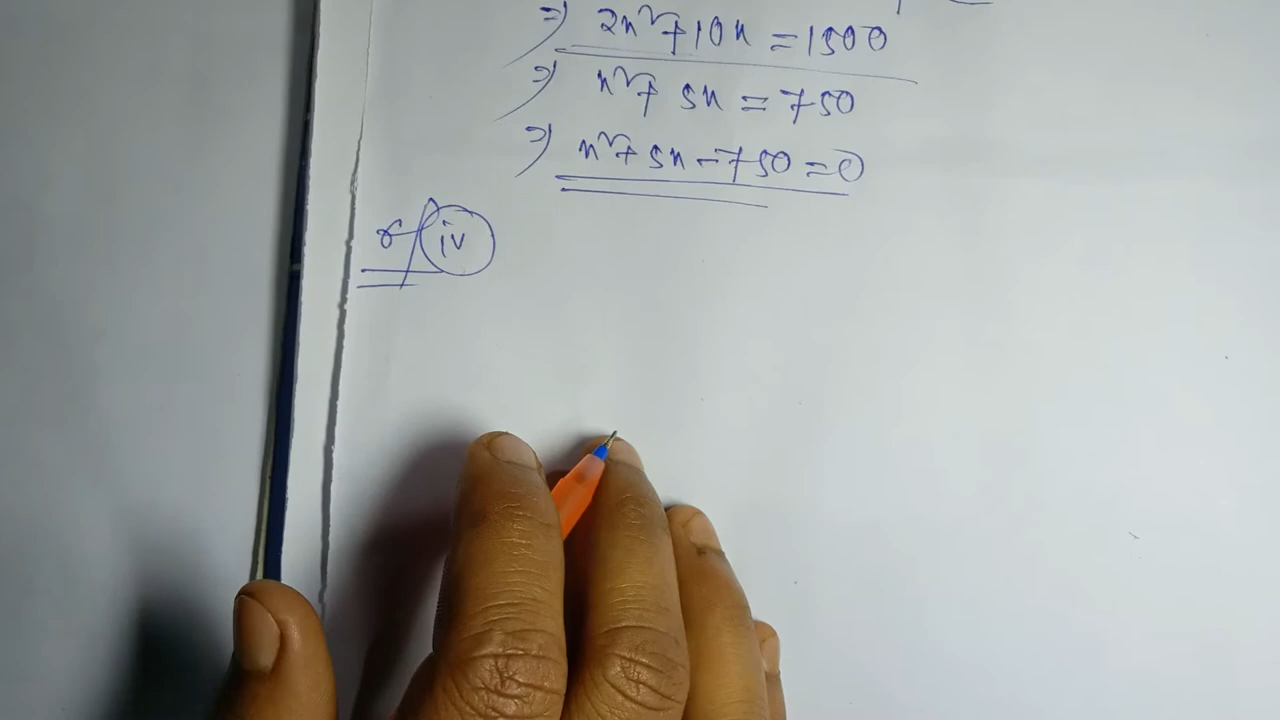 ⇒ 2x²+10x = 1500
⇒ x²+ 5x = 750
⇒ x²+5x-750=0
iv